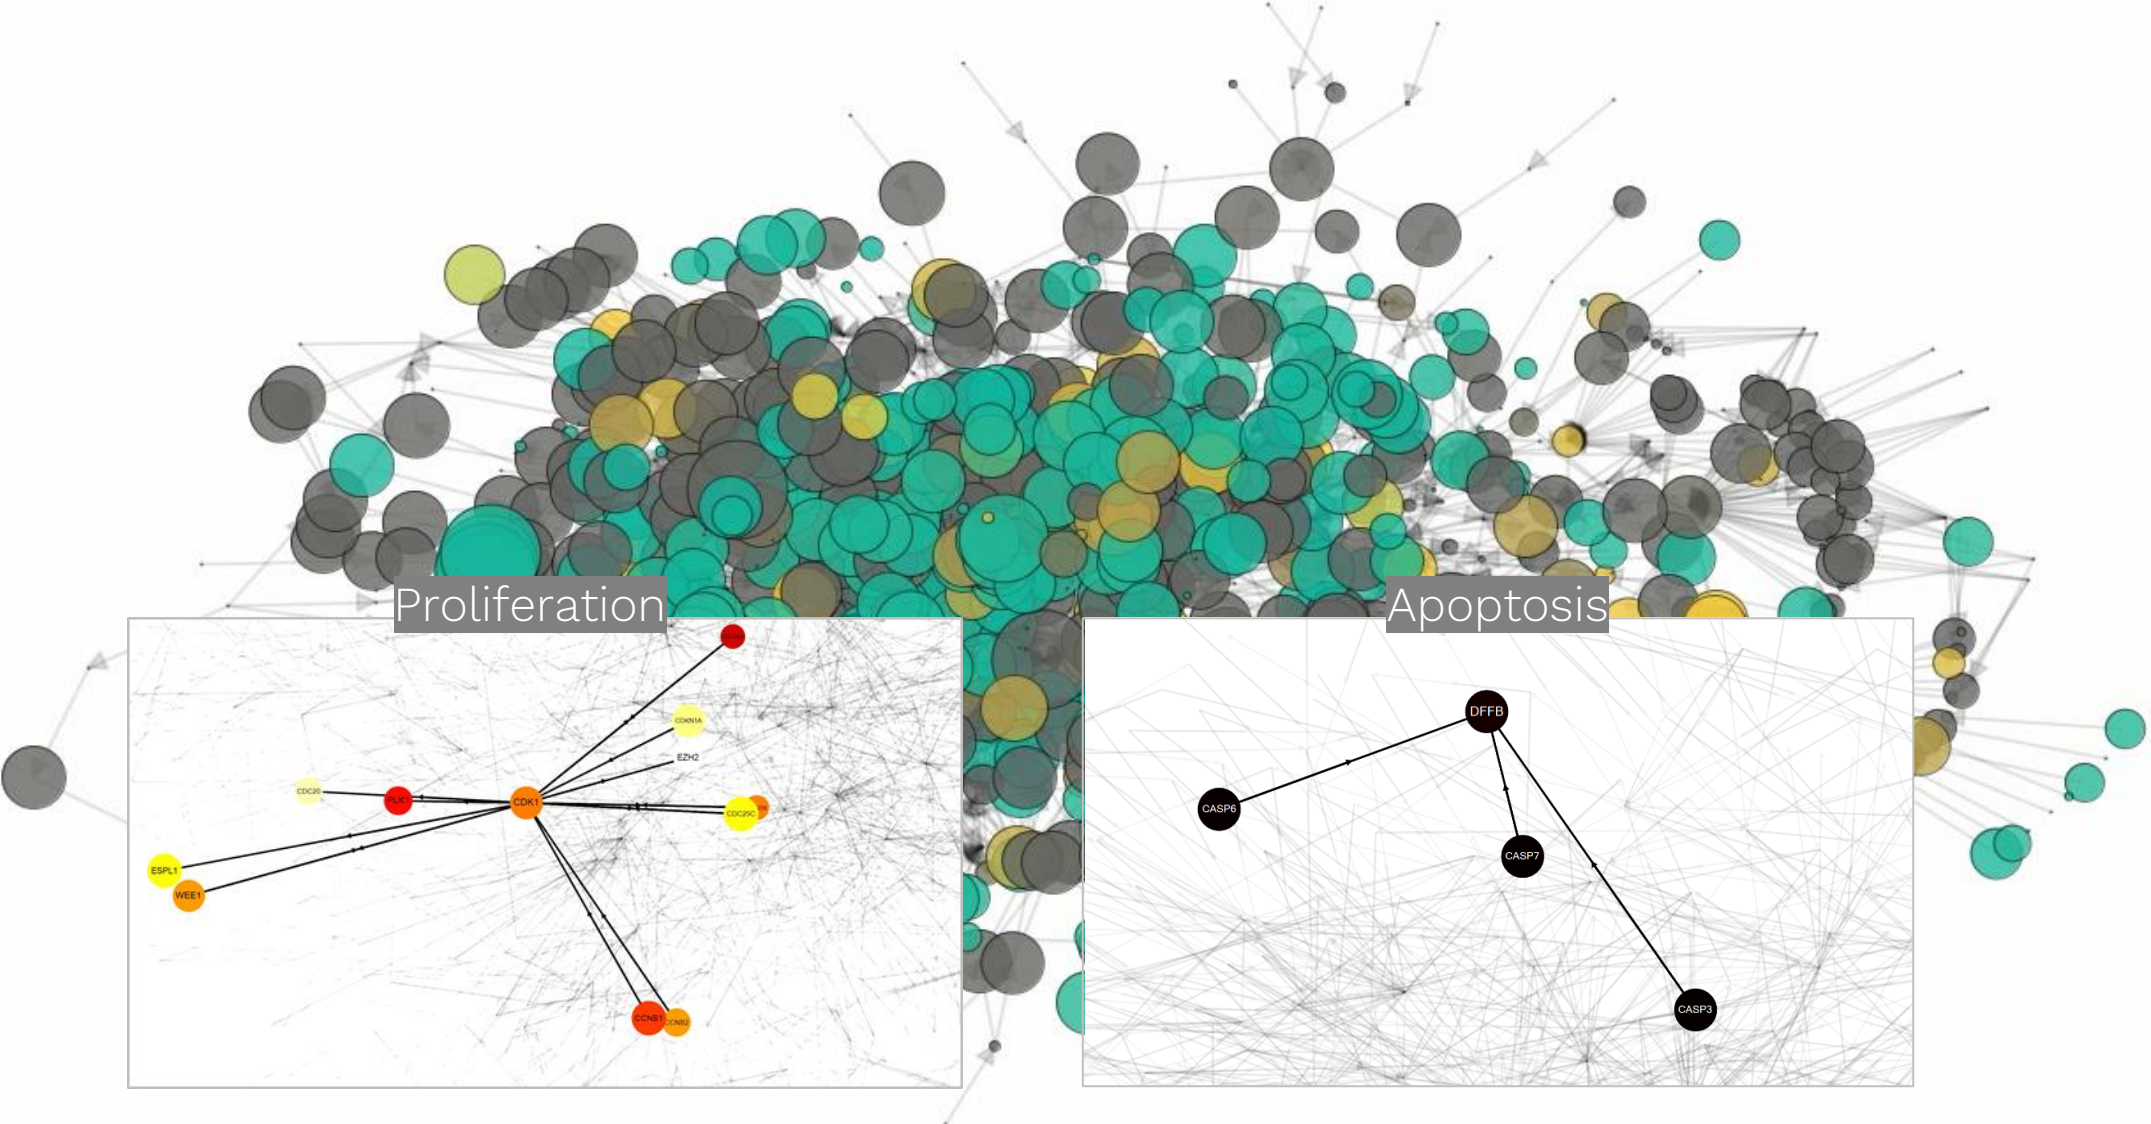 Proliferation
Apoptosis
CDKN1A
EZH2
CDC20
PLK1
CDK1
CDC25C
ESPL1
WEE1
CCNB1
CCNB2
DFFB
CASP6
CASP7
CASP3